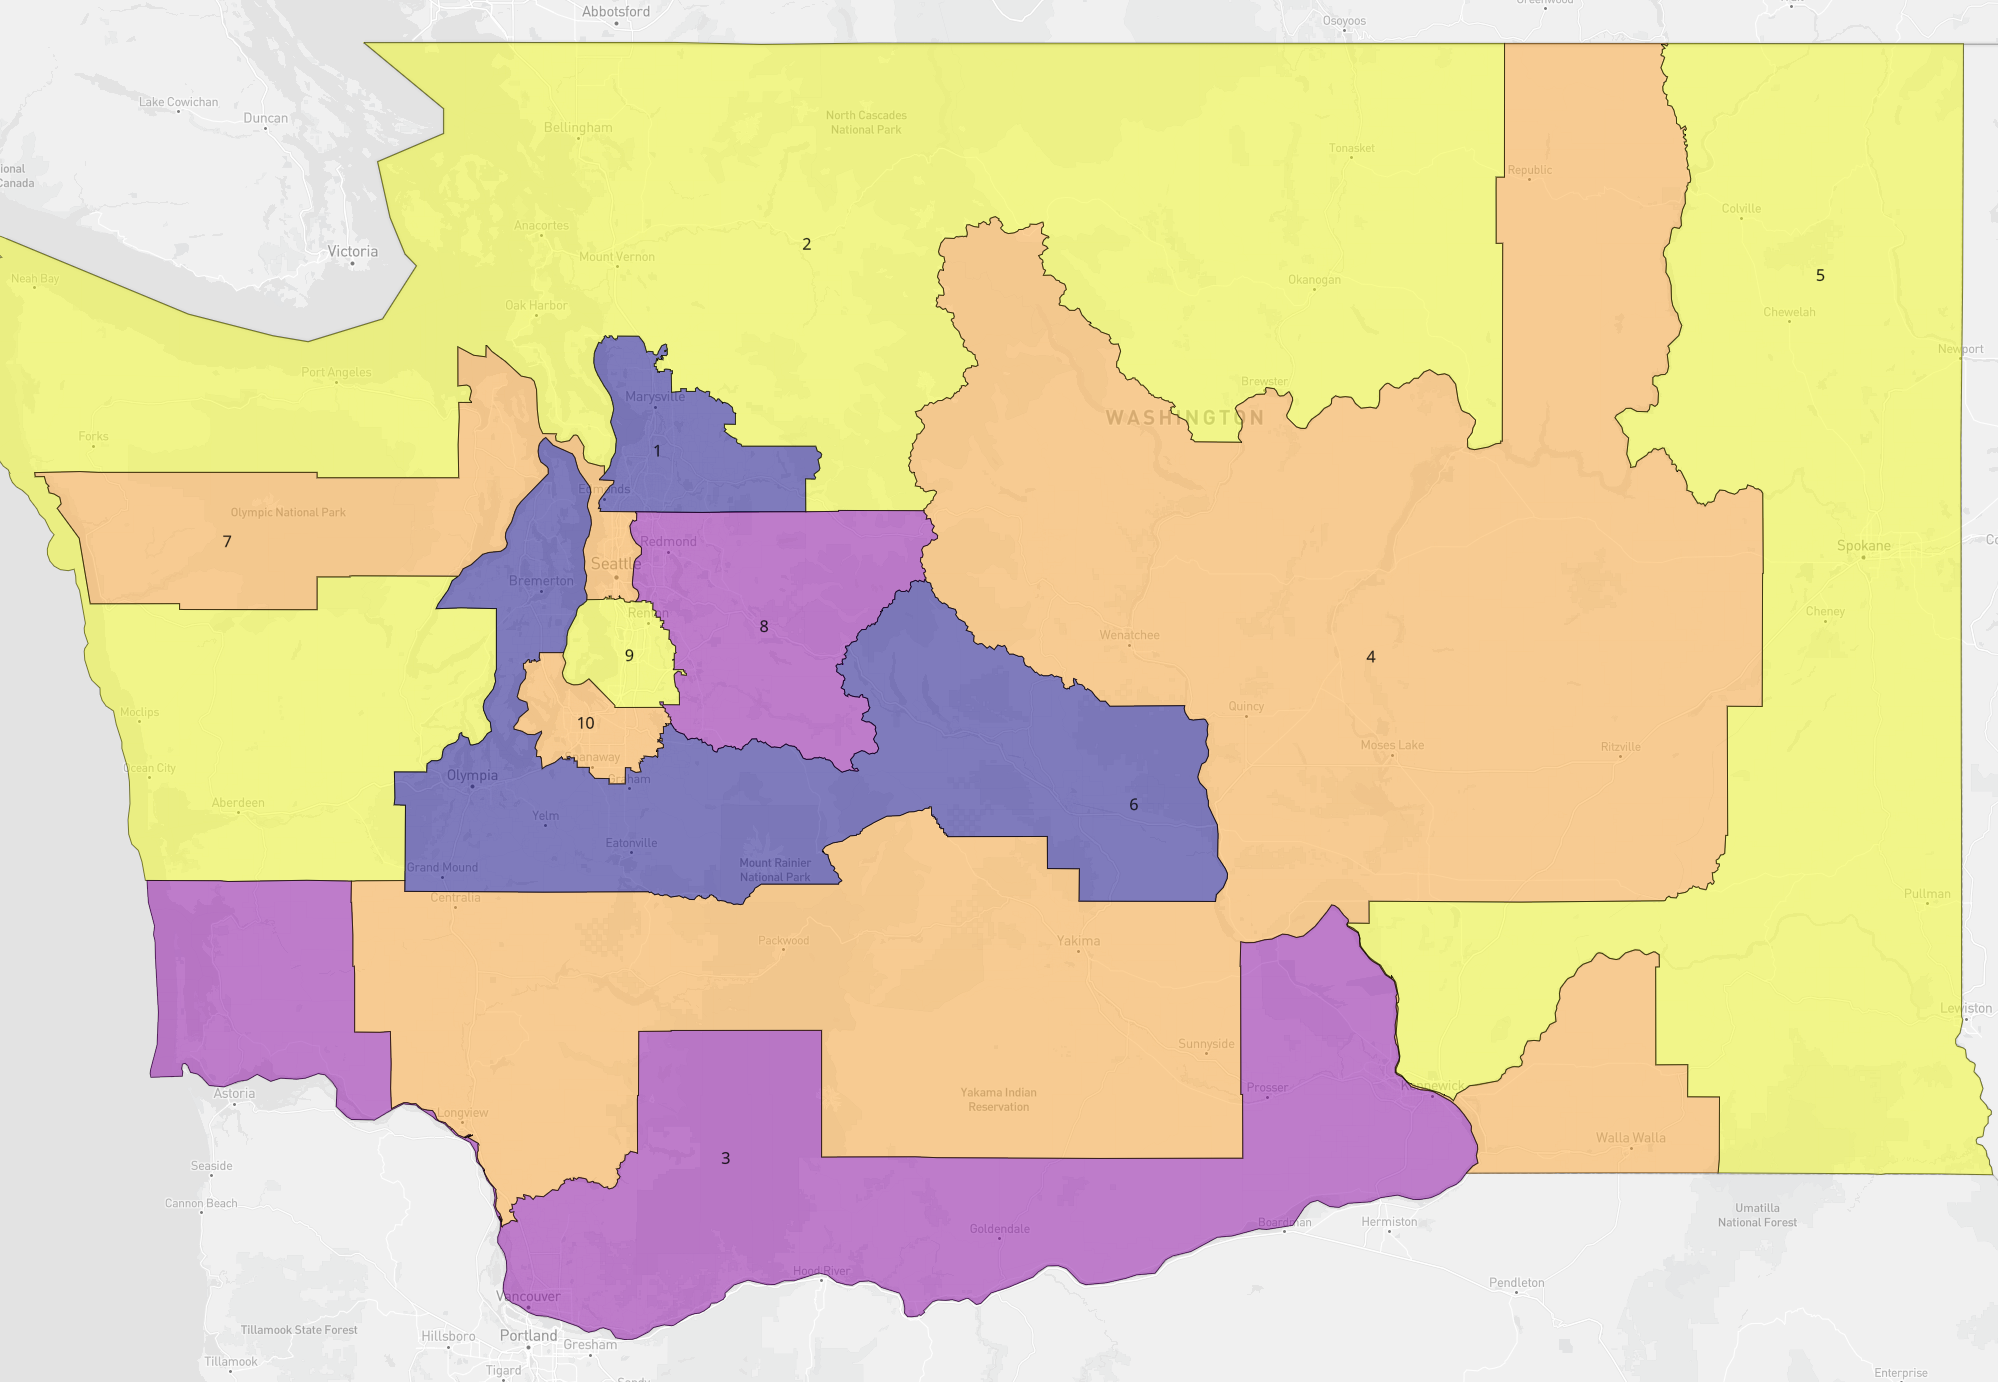 Abbotsford
Osoyoos
Greenwood
Lake Cowichan
Duncan
North Cascades
National Park
Bellingham
Tonasket
ional
Canada
Republic
Colville
Anacortes
2
Victoria
Mount Vernon
5
Neah Bay
Okanogan
Oak Harbor
Chewelah
Newport
Port Angeles
Brewster
Marysville
WASHINGTON
Forks
1
Edmonds
Olympic National Park
7
Redmond
Spokane
Seattle
Bremerton
Renton
Cheney
8
Wenatchee
9
4
Moclips
Quincy
10
Moses Lake
Ritzville
Spanaway
Ocean City
Olympia
Graham
Aberdeen
6
Yelm
Eatonville
Mount Rainier
National Park
Grand Mound
Pullman
Centralia
Packwood
Yakima
Lewiston
Sunnyside
Prosser
Kennewick
Astoria
Yakama Indian
Reservation
Longview
Walla Walla
3
Seaside
Cannon Beach
Umatilla
National Forest
Goldendale
Boardman
Hermiston
Hood River
Pendleton
Vancouver
Tillamook State Forest
Hillsboro
Portland
Gresham
Tillamook
Tigard
Sandy
Enterprise